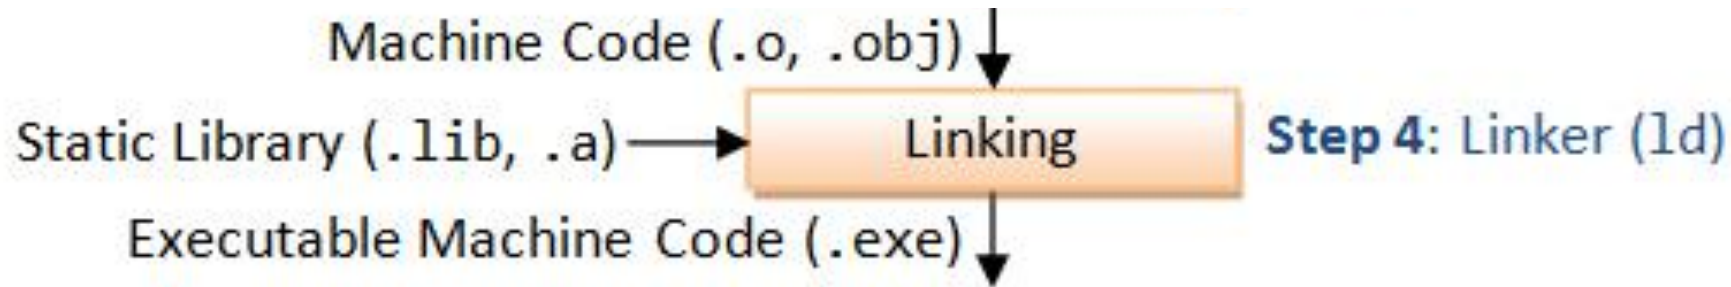 Machine Code (.o, .obj)
Static Library (.lib, .a)
Linking
Step 4: Linker (ld)
Executable Machine Code (.exe)